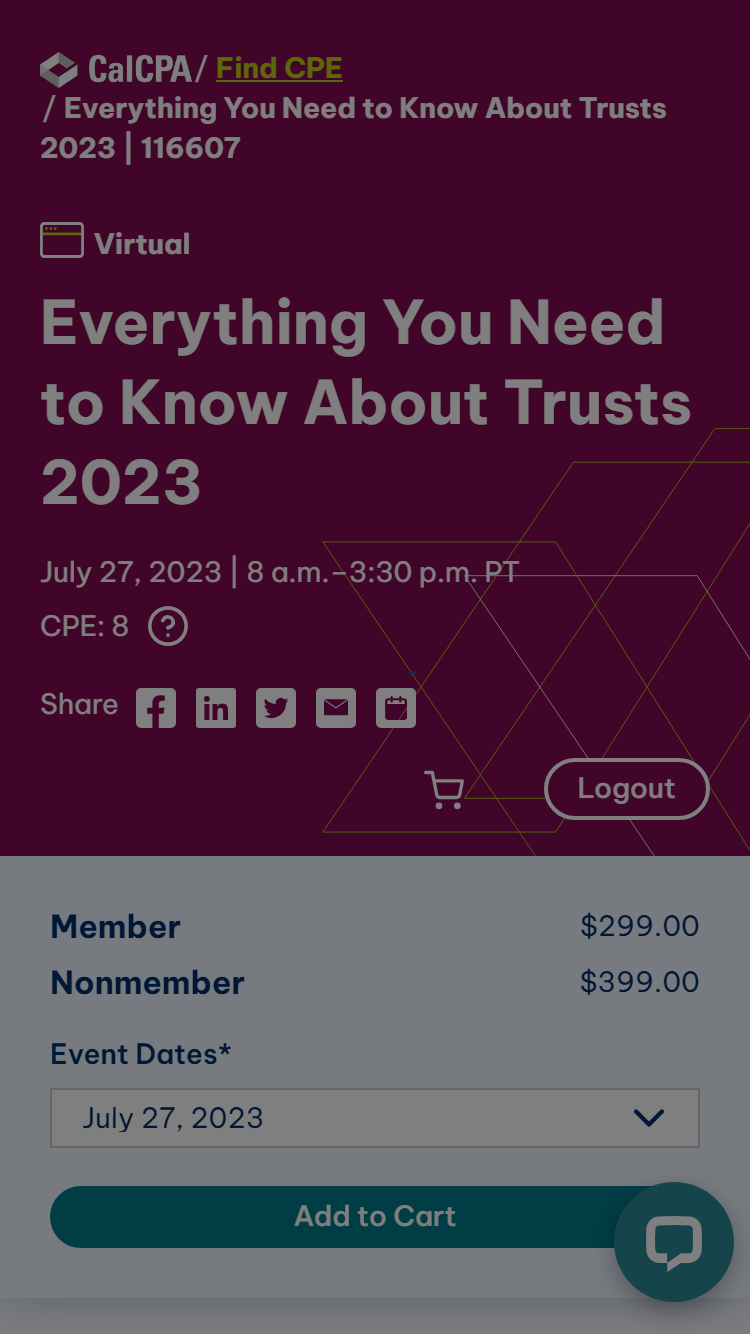 CalCPA / Find CPE
/ Everything You Need to Know About Trusts
2023 | 116607
Virtual
Everything You Need
to Know About Trusts
2023
July 27, 2023 | 8 a.m.–3:30 p.m. PT
CPE: 8 ?
Share
Logout
Member $299.00
Nonmember $399.00
Event Dates*
July 27, 2023
Add to Cart